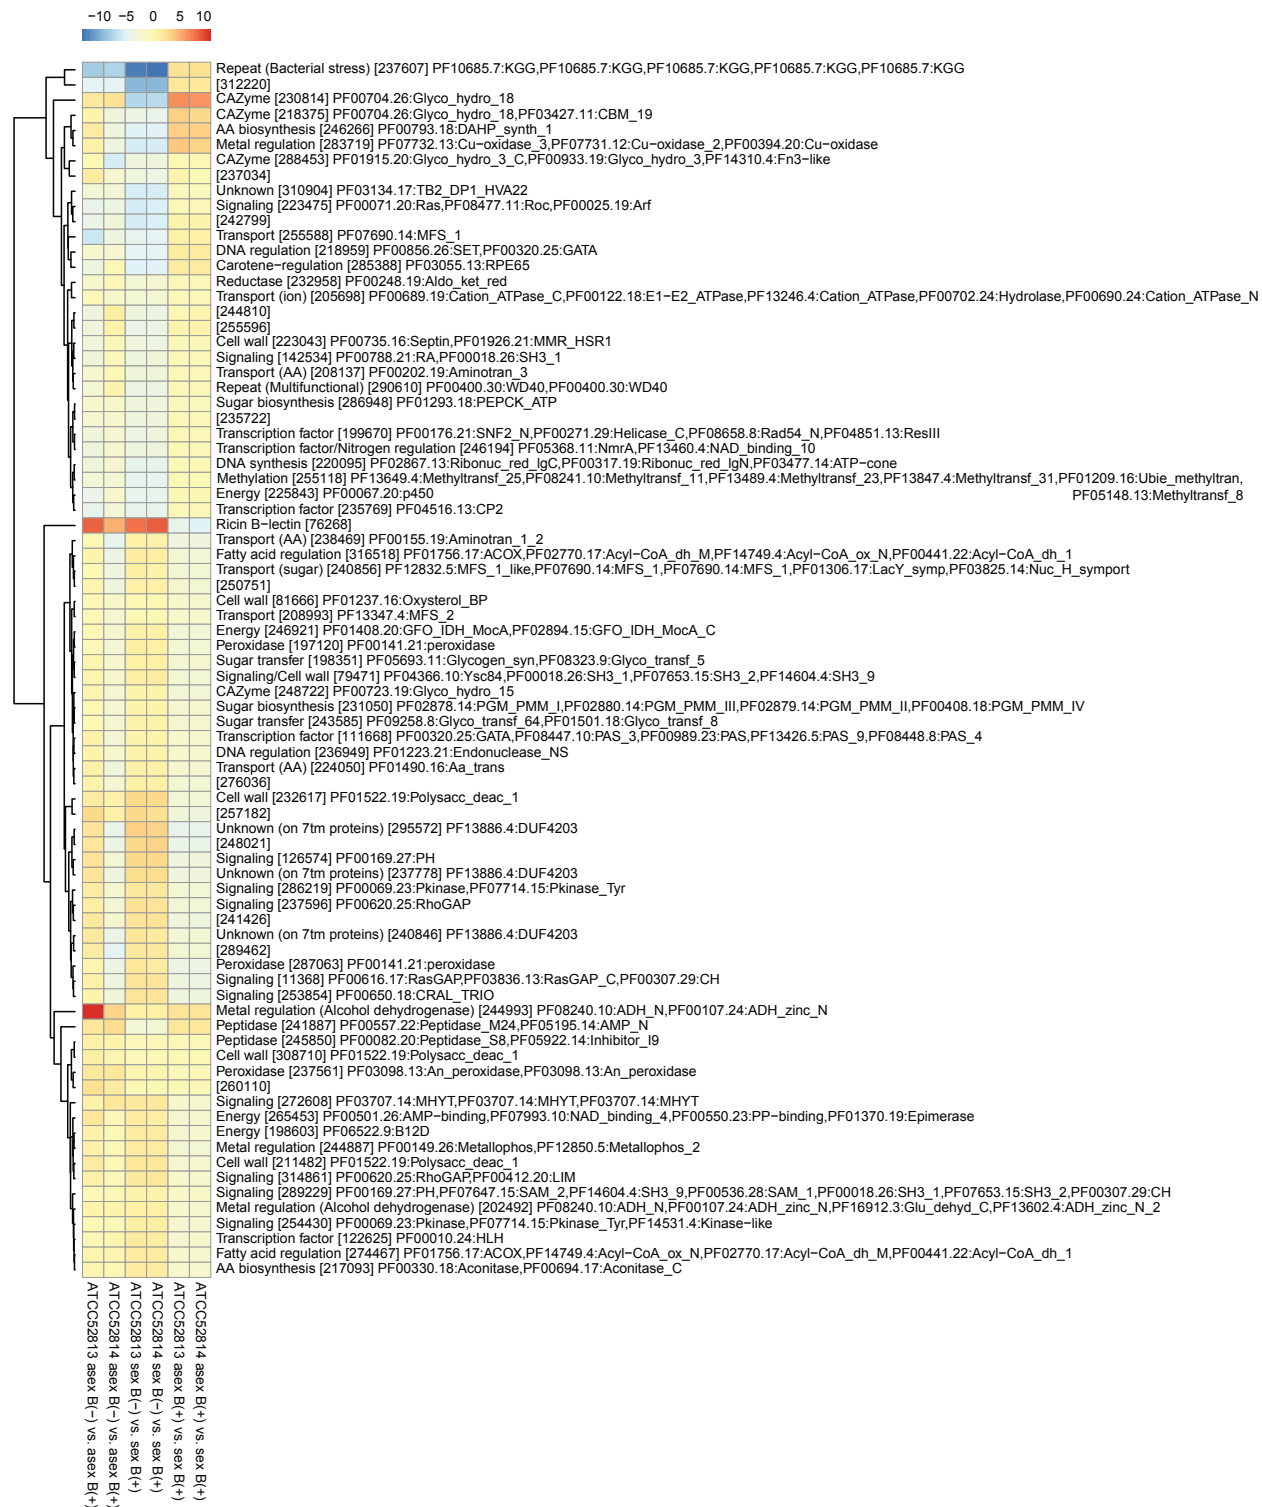 −10 −5 0 5 10
Repeat (Bacterial stress) [237607] PF10685.7:KGG,PF10685.7:KGG,PF10685.7:KGG,PF10685.7:KGG,PF10685.7:KGG
[312220]
CAZyme [230814] PF00704.26:Glyco_hydro_18
CAZyme [218375] PF00704.26:Glyco_hydro_18,PF03427.11:CBM_19
AA biosynthesis [246266] PF00793.18:DAHP_synth_1
Metal regulation [283719] PF07732.13:Cu−oxidase_3,PF07731.12:Cu−oxidase_2,PF00394.20:Cu−oxidase
CAZyme [288453] PF01915.20:Glyco_hydro_3_C,PF00933.19:Glyco_hydro_3,PF14310.4:Fn3−like
[237034]
Unknown [310904] PF03134.17:TB2_DP1_HVA22
Signaling [223475] PF00071.20:Ras,PF08477.11:Roc,PF00025.19:Arf
[242799]
Transport [255588] PF07690.14:MFS_1
DNA regulation [218959] PF00856.26:SET,PF00320.25:GATA
Carotene−regulation [285388] PF03055.13:RPE65
Reductase [232958] PF00248.19:Aldo_ket_red
Transport (ion) [205698] PF00689.19:Cation_ATPase_C,PF00122.18:E1−E2_ATPase,PF13246.4:Cation_ATPase,PF00702.24:Hydrolase,PF00690.24:Cation_ATPase_N
[244810]
[255596]
Cell wall [223043] PF00735.16:Septin,PF01926.21:MMR_HSR1
Signaling [142534] PF00788.21:RA,PF00018.26:SH3_1
Transport (AA) [208137] PF00202.19:Aminotran_3
Repeat (Multifunctional) [290610] PF00400.30:WD40,PF00400.30:WD40
Sugar biosynthesis [286948] PF01293.18:PEPCK_ATP
[235722]
Transcription factor [199670] PF00176.21:SNF2_N,PF00271.29:Helicase_C,PF08658.8:Rad54_N,PF04851.13:ResIII
Transcription factor/Nitrogen regulation [246194] PF05368.11:NmrA,PF13460.4:NAD_binding_10
DNA synthesis [220095] PF02867.13:Ribonuc_red_lgC,PF00317.19:Ribonuc_red_lgN,PF03477.14:ATP−cone
Methylation [255118] PF13649.4:Methyltransf_25,PF08241.10:Methyltransf_11,PF13489.4:Methyltransf_23,PF13847.4:Methyltransf_31,PF01209.16:Ubie_methyltran,
Energy [225843] PF00067.20:p450
PF05148.13:Methyltransf_8
Transcription factor [235769] PF04516.13:CP2
Ricin B−lectin [76268]
Transport (AA) [238469] PF00155.19:Aminotran_1_2
Fatty acid regulation [316518] PF01756.17:ACOX,PF02770.17:Acyl−CoA_dh_M,PF14749.4:Acyl−CoA_ox_N,PF00441.22:Acyl−CoA_dh_1
Transport (sugar) [240856] PF12832.5:MFS_1_like,PF07690.14:MFS_1,PF07690.14:MFS_1,PF01306.17:LacY_symp,PF03825.14:Nuc_H_symport
[250751]
Cell wall [81666] PF01237.16:Oxysterol_BP
Transport [208993] PF13347.4:MFS_2
Energy [246921] PF01408.20:GFO_IDH_MocA,PF02894.15:GFO_IDH_MocA_C
Peroxidase [197120] PF00141.21:peroxidase
Sugar transfer [198351] PF05693.11:Glycogen_syn,PF08323.9:Glyco_transf_5
Signaling/Cell wall [79471] PF04366.10:Ysc84,PF00018.26:SH3_1,PF07653.15:SH3_2,PF14604.4:SH3_9
CAZyme [248722] PF00723.19:Glyco_hydro_15
Sugar biosynthesis [231050] PF02878.14:PGM_PMM_I,PF02880.14:PGM_PMM_III,PF02879.14:PGM_PMM_II,PF00408.18:PGM_PMM_IV
Sugar transfer [243585] PF09258.8:Glyco_transf_64,PF01501.18:Glyco_transf_8
Transcription factor [111668] PF00320.25:GATA,PF08447.10:PAS_3,PF00989.23:PAS,PF13426.5:PAS_9,PF08448.8:PAS_4
DNA regulation [236949] PF01223.21:Endonuclease_NS
Transport (AA) [224050] PF01490.16:Aa_trans
[276036]
Cell wall [232617] PF01522.19:Polysacc_deac_1
[257182]
Unknown (on 7tm proteins) [295572] PF13886.4:DUF4203
[248021]
Signaling [126574] PF00169.27:PH
Unknown (on 7tm proteins) [237778] PF13886.4:DUF4203
Signaling [286219] PF00069.23:Pkinase,PF07714.15:Pkinase_Tyr
Signaling [237596] PF00620.25:RhoGAP
[241426]
Unknown (on 7tm proteins) [240846] PF13886.4:DUF4203
[289462]
Peroxidase [287063] PF00141.21:peroxidase
Signaling [11368] PF00616.17:RasGAP,PF03836.13:RasGAP_C,PF00307.29:CH
Signaling [253854] PF00650.18:CRAL_TRIO
Metal regulation (Alcohol dehydrogenase) [244993] PF08240.10:ADH_N,PF00107.24:ADH_zinc_N
Peptidase [241887] PF00557.22:Peptidase_M24,PF05195.14:AMP_N
Peptidase [245850] PF00082.20:Peptidase_S8,PF05922.14:Inhibitor_I9
Cell wall [308710] PF01522.19:Polysacc_deac_1
Peroxidase [237561] PF03098.13:An_peroxidase,PF03098.13:An_peroxidase
[260110]
Signaling [272608] PF03707.14:MHYT,PF03707.14:MHYT,PF03707.14:MHYT
Energy [265453] PF00501.26:AMP−binding,PF07993.10:NAD_binding_4,PF00550.23:PP−binding,PF01370.19:Epimerase
Energy [198603] PF06522.9:B12D
Metal regulation [244887] PF00149.26:Metallophos,PF12850.5:Metallophos_2
Cell wall [211482] PF01522.19:Polysacc_deac_1
Signaling [314861] PF00620.25:RhoGAP,PF00412.20:LIM
Signaling [289229] PF00169.27:PH,PF07647.15:SAM_2,PF14604.4:SH3_9,PF00536.28:SAM_1,PF00018.26:SH3_1,PF07653.15:SH3_2,PF00307.29:CH
Metal regulation (Alcohol dehydrogenase) [202492] PF08240.10:ADH_N,PF00107.24:ADH_zinc_N,PF16912.3:Glu_dehyd_C,PF13602.4:ADH_zinc_N_2
Signaling [254430] PF00069.23:Pkinase,PF07714.15:Pkinase_Tyr,PF14531.4:Kinase−like
Transcription factor [122625] PF00010.24:HLH
Fatty acid regulation [274467] PF01756.17:ACOX,PF14749.4:Acyl−CoA_ox_N,PF02770.17:Acyl−CoA_dh_M,PF00441.22:Acyl−CoA_dh_1
AA biosynthesis [217093] PF00330.18:Aconitase,PF00694.17:Aconitase_C
ATCC52813 asex B(−) vs. asex B(+)
ATCC52814 asex B(−) vs. asex B(+)
ATCC52813 sex B(−) vs. sex B(+)
ATCC52814 sex B(−) vs. sex B(+)
ATCC52813 asex B(+) vs. sex B(+)
ATCC52814 asex B(+) vs. sex B(+)